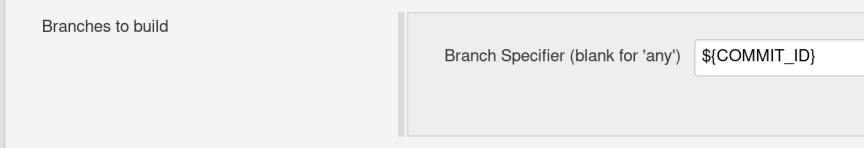 Branches to build
Branch Specifier (blank for 'any') ${COMMIT_ID}